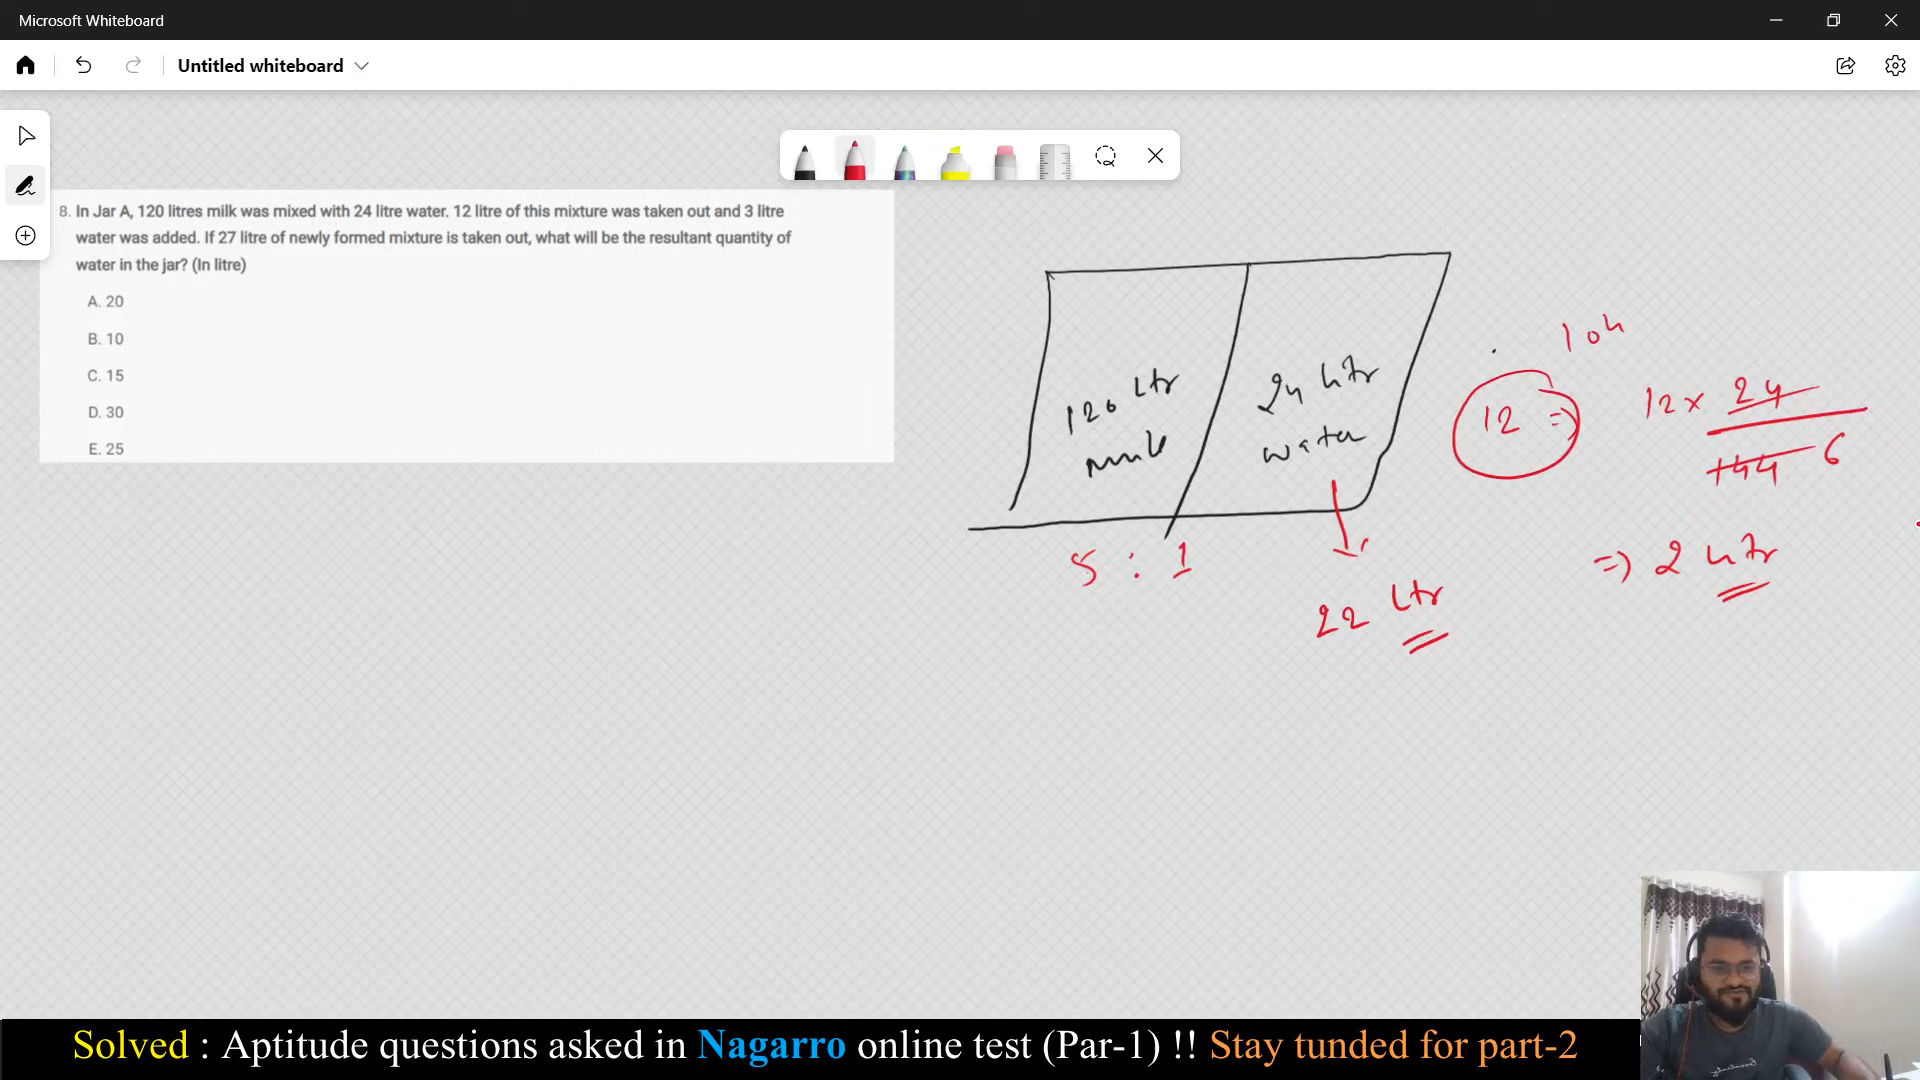 Microsoft Whiteboard
Untitled whiteboard
8. In Jar A, 120 litres milk was mixed with 24 litre water. 12 litre of this mixture was taken out and 3 litre
water was added. If 27 litre of newly formed mixture is taken out, what will be the resultant quantity of
water in the jar? (In litre)
A. 20
B. 10
C. 15
D. 30
E. 25
120 Ltr
milk
24 Ltr
water
5 : 1
22 Ltr
10
12 =>
12 x 24
144 6
=> 2 Ltr
Solved : Aptitude questions asked in Nagarro online test (Par-1) !! Stay tunded for part-2